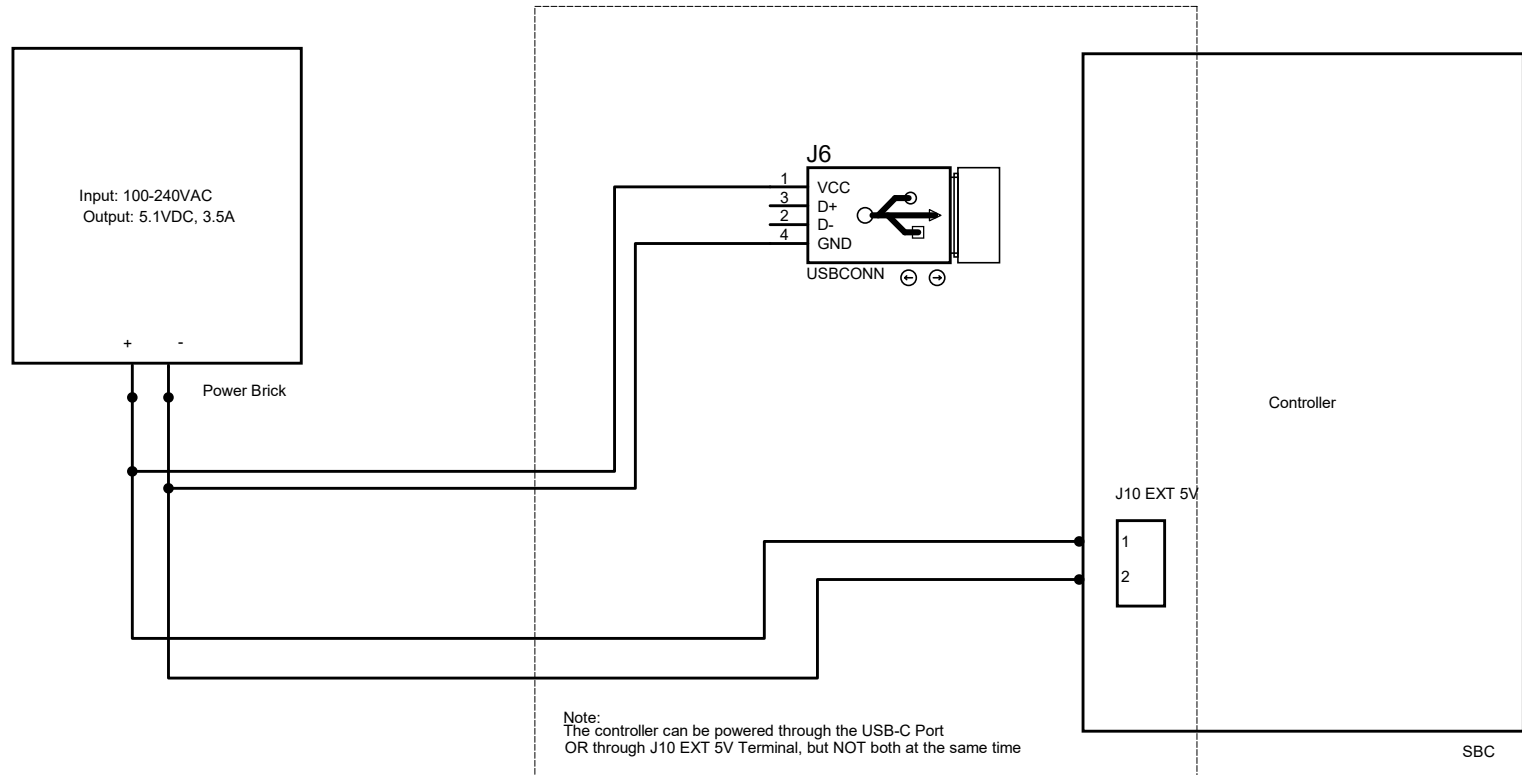 Input: 100-240VAC
Output: 5.1VDC, 3.5A
+ -
Power Brick
J6
1 VCC
3 D+
2 D-
4 GND
USBCONN
Controller
J10 EXT 5V
1
2
Note:
The controller can be powered through the USB-C Port
OR through J10 EXT 5V Terminal, but NOT both at the same time
SBC